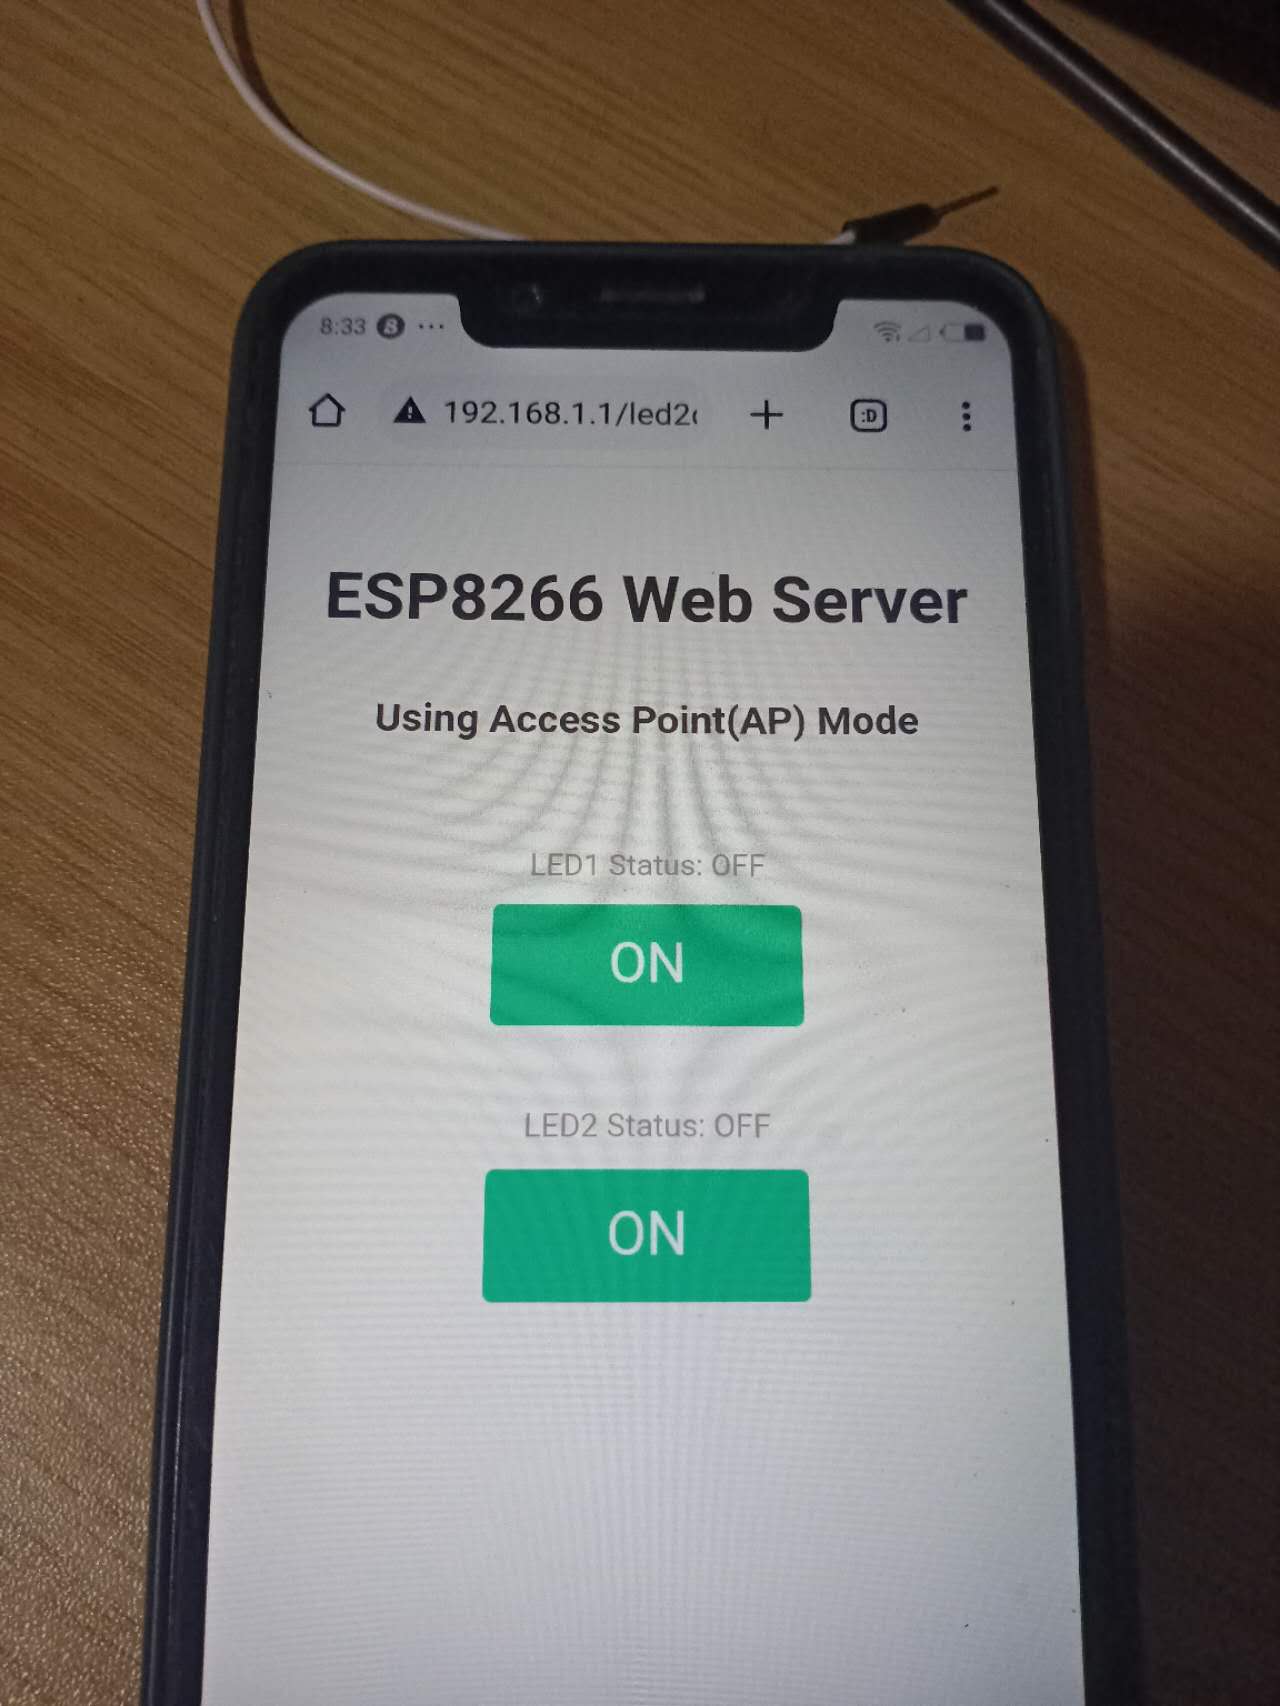 8:33
192.168.1.1/led2
:D
ESP8266 Web Server
Using Access Point(AP) Mode
LED1 Status: OFF
ON
LED2 Status: OFF
ON